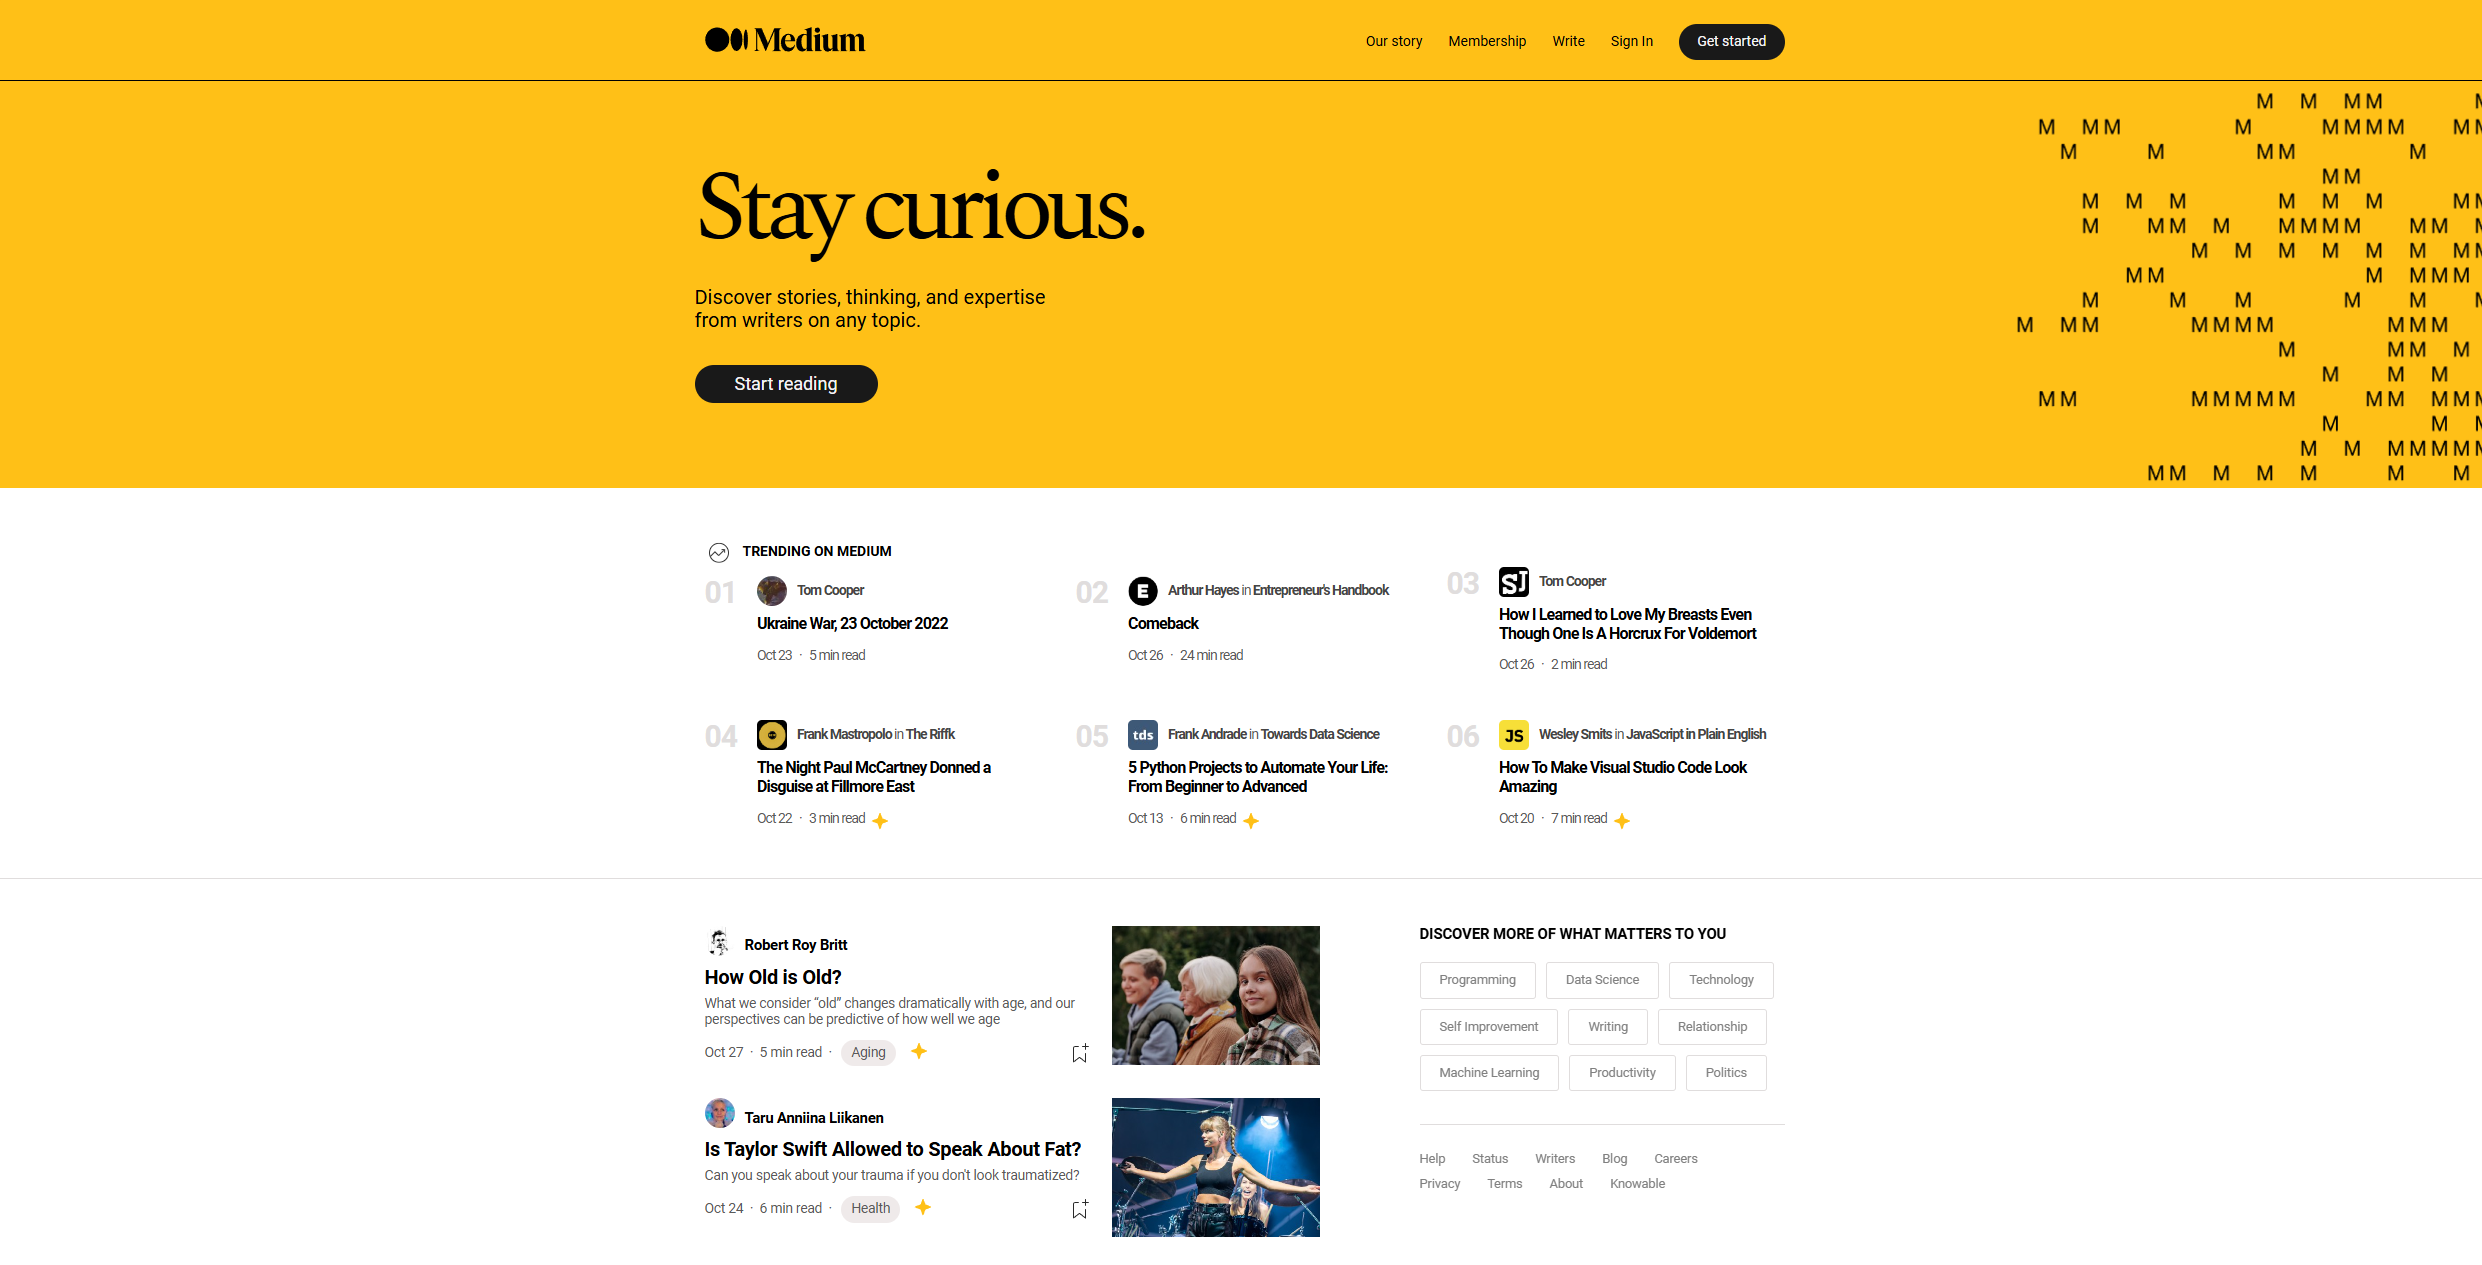 Medium
Our story Membership Write Sign In Get started
M M M M M
M M M M M M M M M M M
M M M M M
M M
M M M M M M M M
M M M M M M M M M M M
M M M M M M M M
M M M M M M
M M M M M M
M M M M M M M M M M
M M M M
M M M
M M M M M M M M M M M M
M M M
M M M M M M M
M M M M M M M
Stay curious.
Discover stories, thinking, and expertise
from writers on any topic.
Start reading
TRENDING ON MEDIUM
01
Tom Cooper
Ukraine War, 23 October 2022
Oct 23 · 5 min read
02
E
Arthur Hayes in Entrepreneur's Handbook
Comeback
Oct 26 · 24 min read
03
SJ
Tom Cooper
How I Learned to Love My Breasts Even
Though One Is A Horcrux For Voldemort
Oct 26 · 2 min read
04
Frank Mastropolo in The Riffk
The Night Paul McCartney Donned a
Disguise at Fillmore East
Oct 22 · 3 min read
05
tds
Frank Andrade in Towards Data Science
5 Python Projects to Automate Your Life:
From Beginner to Advanced
Oct 13 · 6 min read
06
JS
Wesley Smits in JavaScript in Plain English
How To Make Visual Studio Code Look
Amazing
Oct 20 · 7 min read
Robert Roy Britt
How Old is Old?
What we consider “old” changes dramatically with age, and our
perspectives can be predictive of how well we age
Oct 27 · 5 min read · Aging
Taru Anniina Liikanen
Is Taylor Swift Allowed to Speak About Fat?
Can you speak about your trauma if you don't look traumatized?
Oct 24 · 6 min read · Health
DISCOVER MORE OF WHAT MATTERS TO YOU
Programming Data Science Technology
Self Improvement Writing Relationship
Machine Learning Productivity Politics
Help Status Writers Blog Careers
Privacy Terms About Knowable